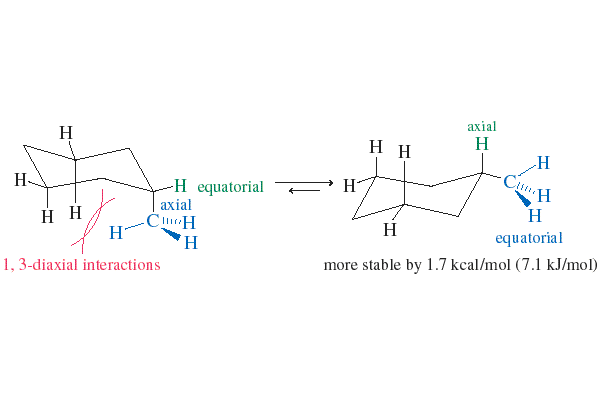 axial
H
H
H
H
H
H
H
equatorial
H
C
H
H
H
axial
C
H
H
H
H
H
H
equatorial
1, 3-diaxial interactions
more stable by 1.7 kcal/mol (7.1 kJ/mol)